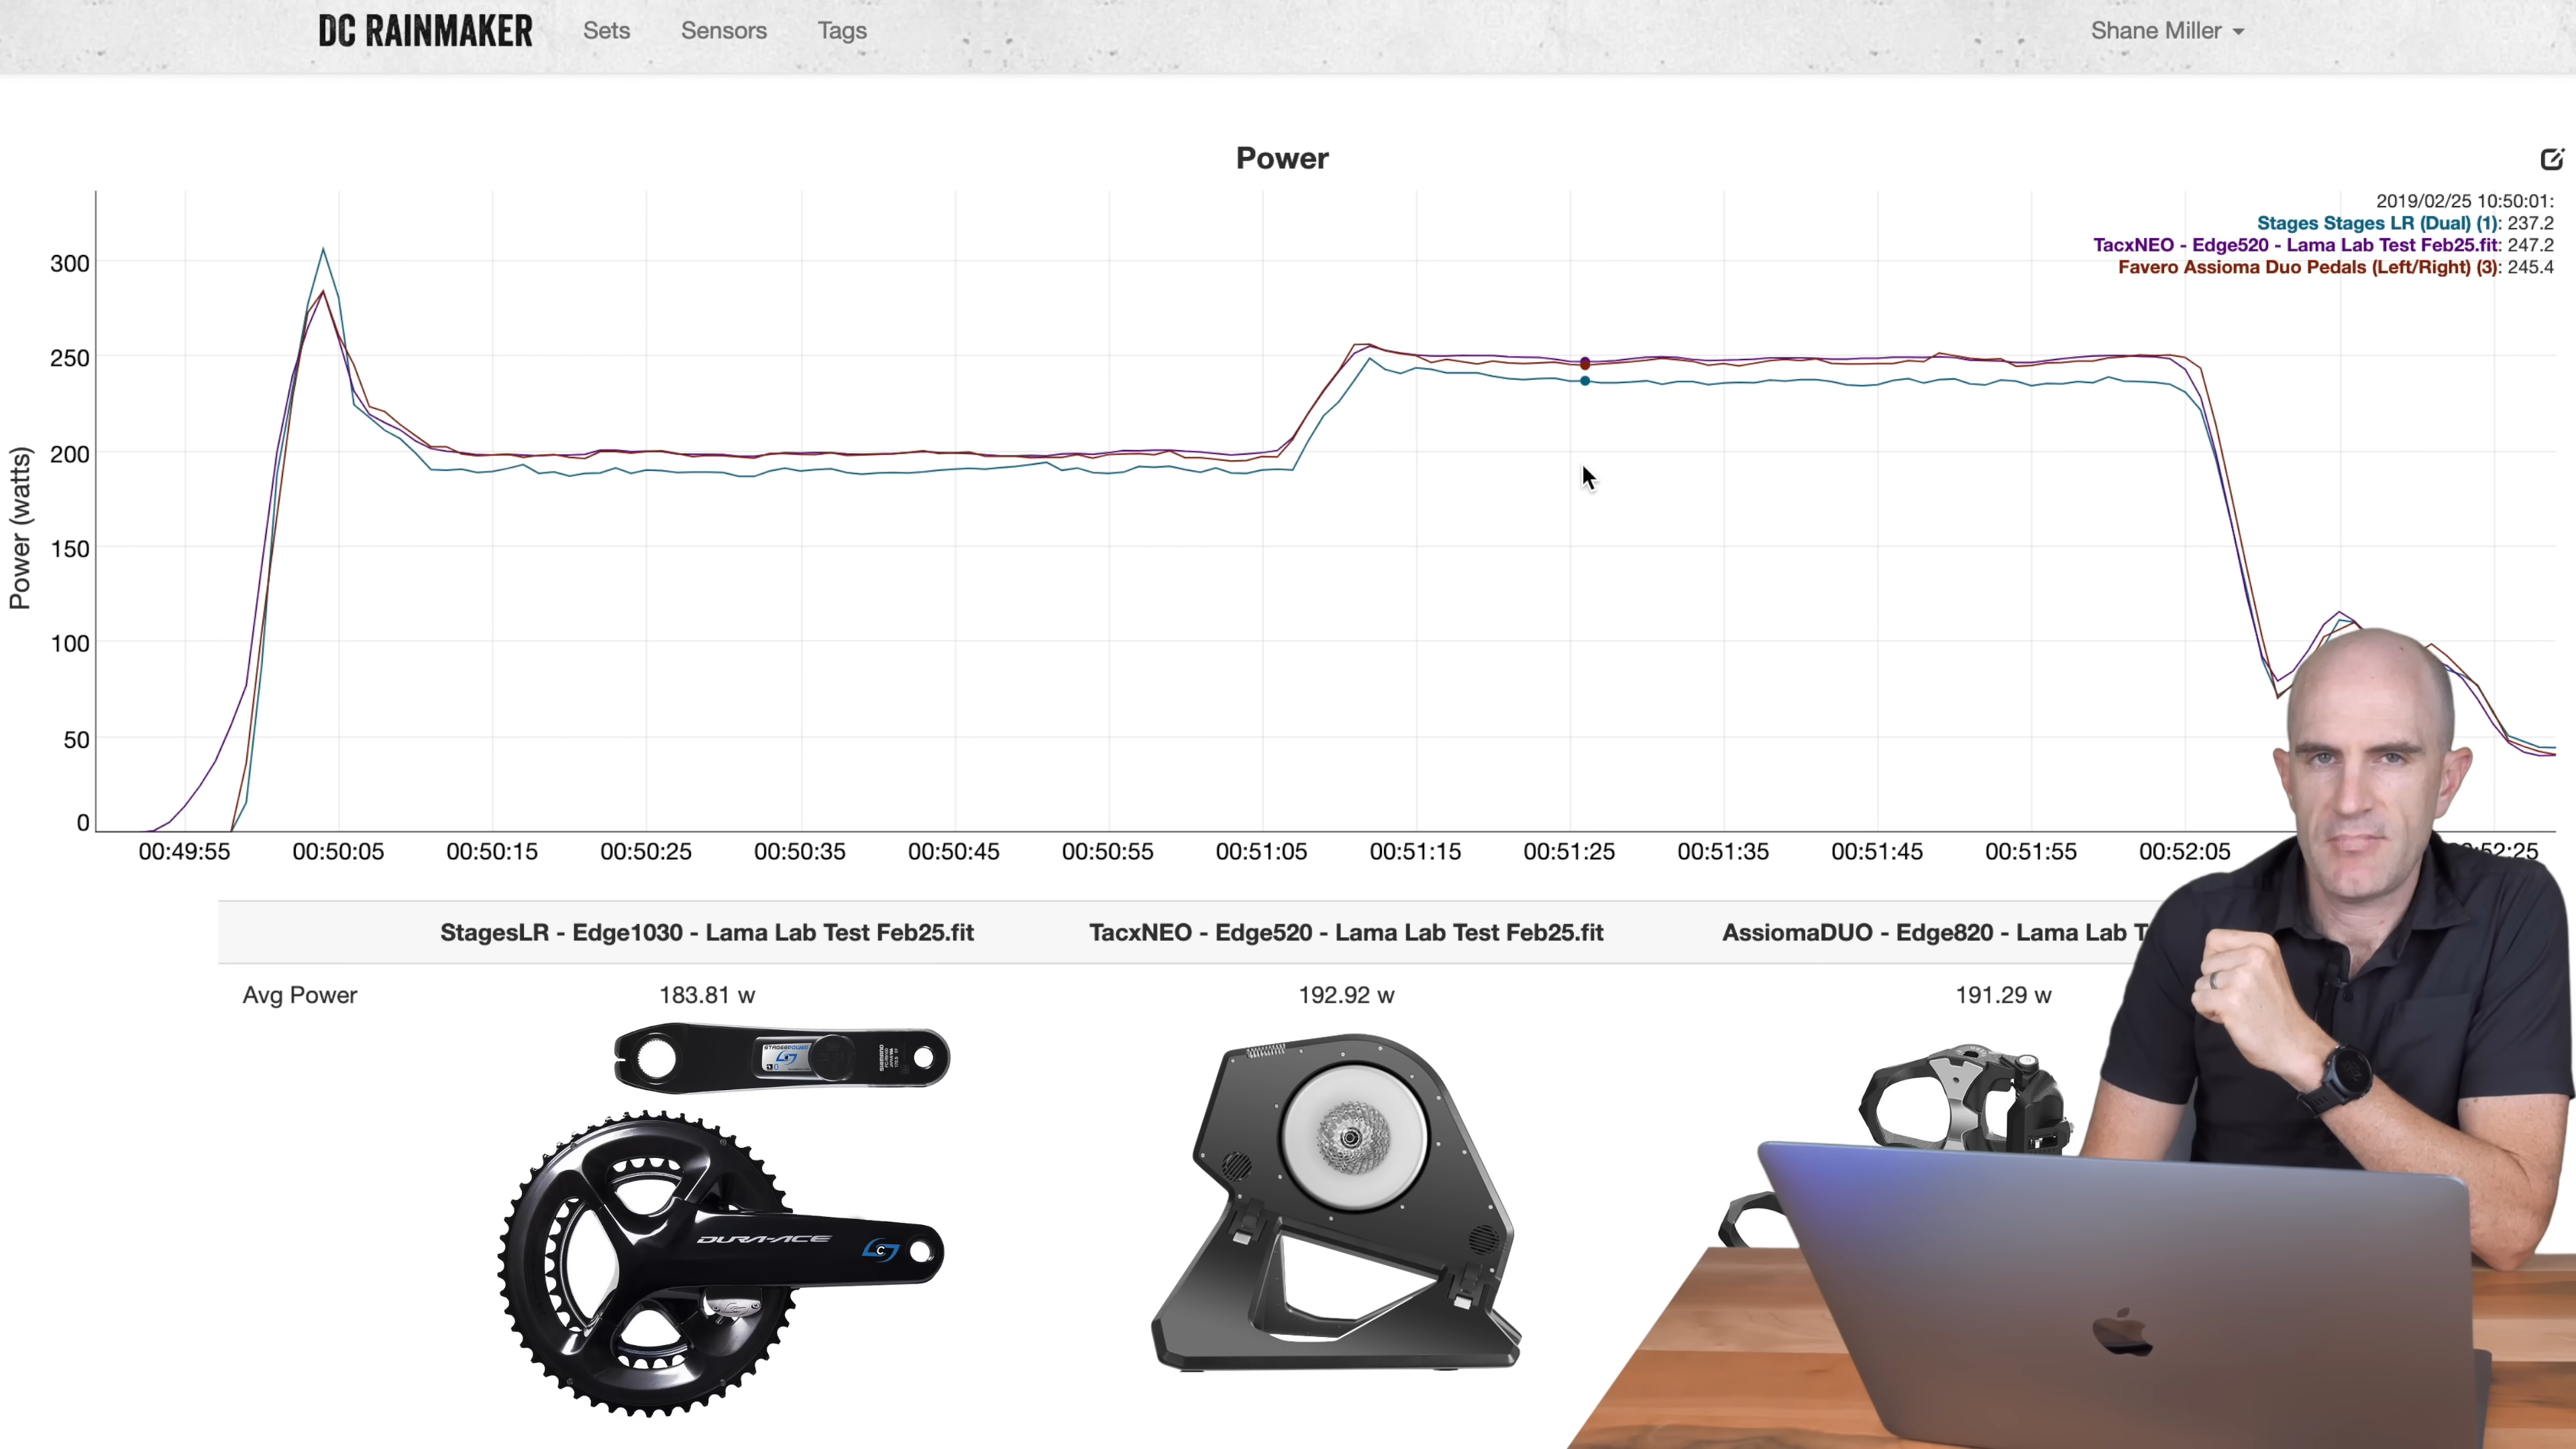 DC RAINMAKER Sets Sensors Tags Shane Miller
Power
2019/02/25 10:50:01:
Stages Stages LR (Dual) (1): 237.2
TacxNEO - Edge520 - Lama Lab Test Feb25.fit: 247.2
Favero Assioma Duo Pedals (Left/Right) (3): 245.4
Power (watts)
300
250
200
150
100
50
0
00:49:55 00:50:05 00:50:15 00:50:25 00:50:35 00:50:45 00:50:55 00:51:05 00:51:15 00:51:25 00:51:35 00:51:45 00:51:55 00:52:05 52:25
StagesLR - Edge1030 - Lama Lab Test Feb25.fit TacxNEO - Edge520 - Lama Lab Test Feb25.fit AssiomaDUO - Edge820 - Lama Lab T
Avg Power 183.81 w 192.92 w 191.29 w
STAGESPOWER
DURA-ACE